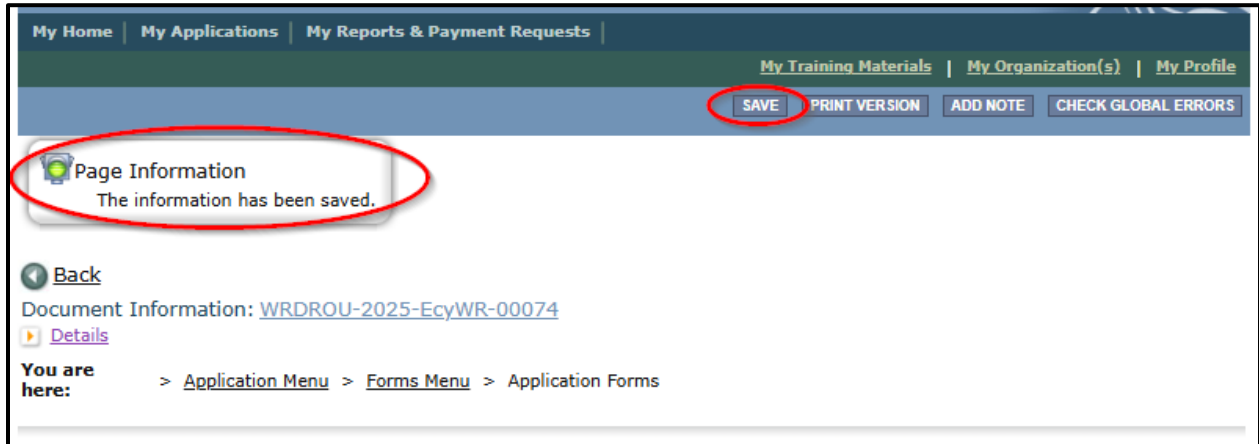 My Home | My Applications | My Reports & Payment Requests |
My Training Materials | My Organization(s) | My Profile
SAVE PRINT VERSION ADD NOTE CHECK GLOBAL ERRORS
Page Information
The information has been saved.
Back
Document Information: WRDROU-2025-EcyWR-00074
Details
You are here: > Application Menu > Forms Menu > Application Forms